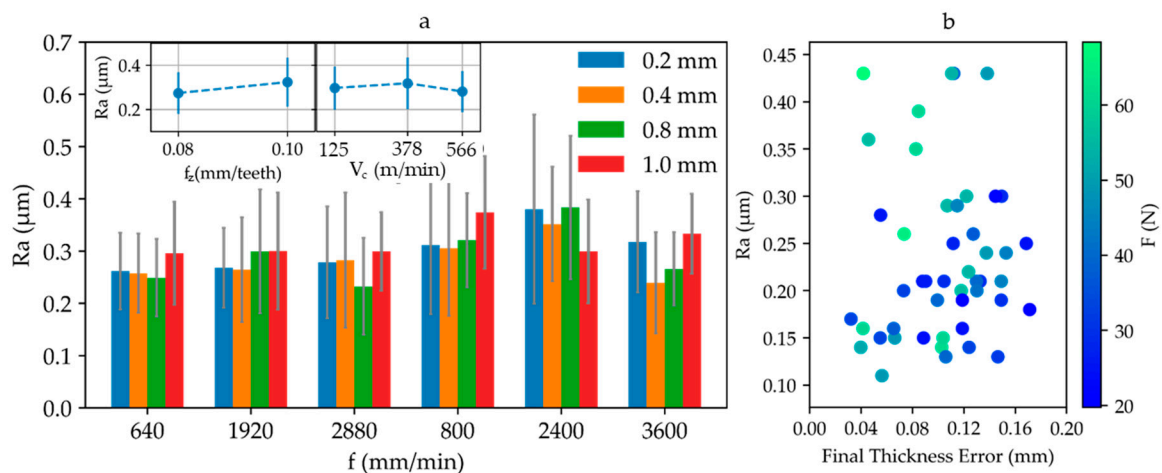 a
0.7
0.6
0.5
0.4
0.3
0.2
0.1
0.0
Ra (µm)
640 1920 2880 800 2400 3600
f (mm/min)
0.4
0.2
Ra (µm)
0.08 0.10
fz(mm/teeth)
125 378 566
Vc (m/min)
0.2 mm
0.4 mm
0.8 mm
1.0 mm
b
0.45
0.40
0.35
0.30
0.25
0.20
0.15
0.10
Ra (µm)
0.00 0.04 0.08 0.12 0.16 0.20
Final Thickness Error (mm)
60
50
40
30
20
F (N)